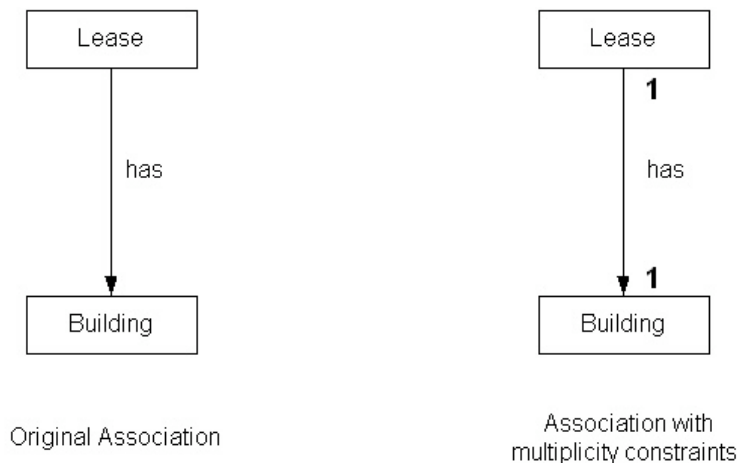 Lease
has
Building
Original Association
Lease
1
has
1
Building
Association with
multiplicity constraints